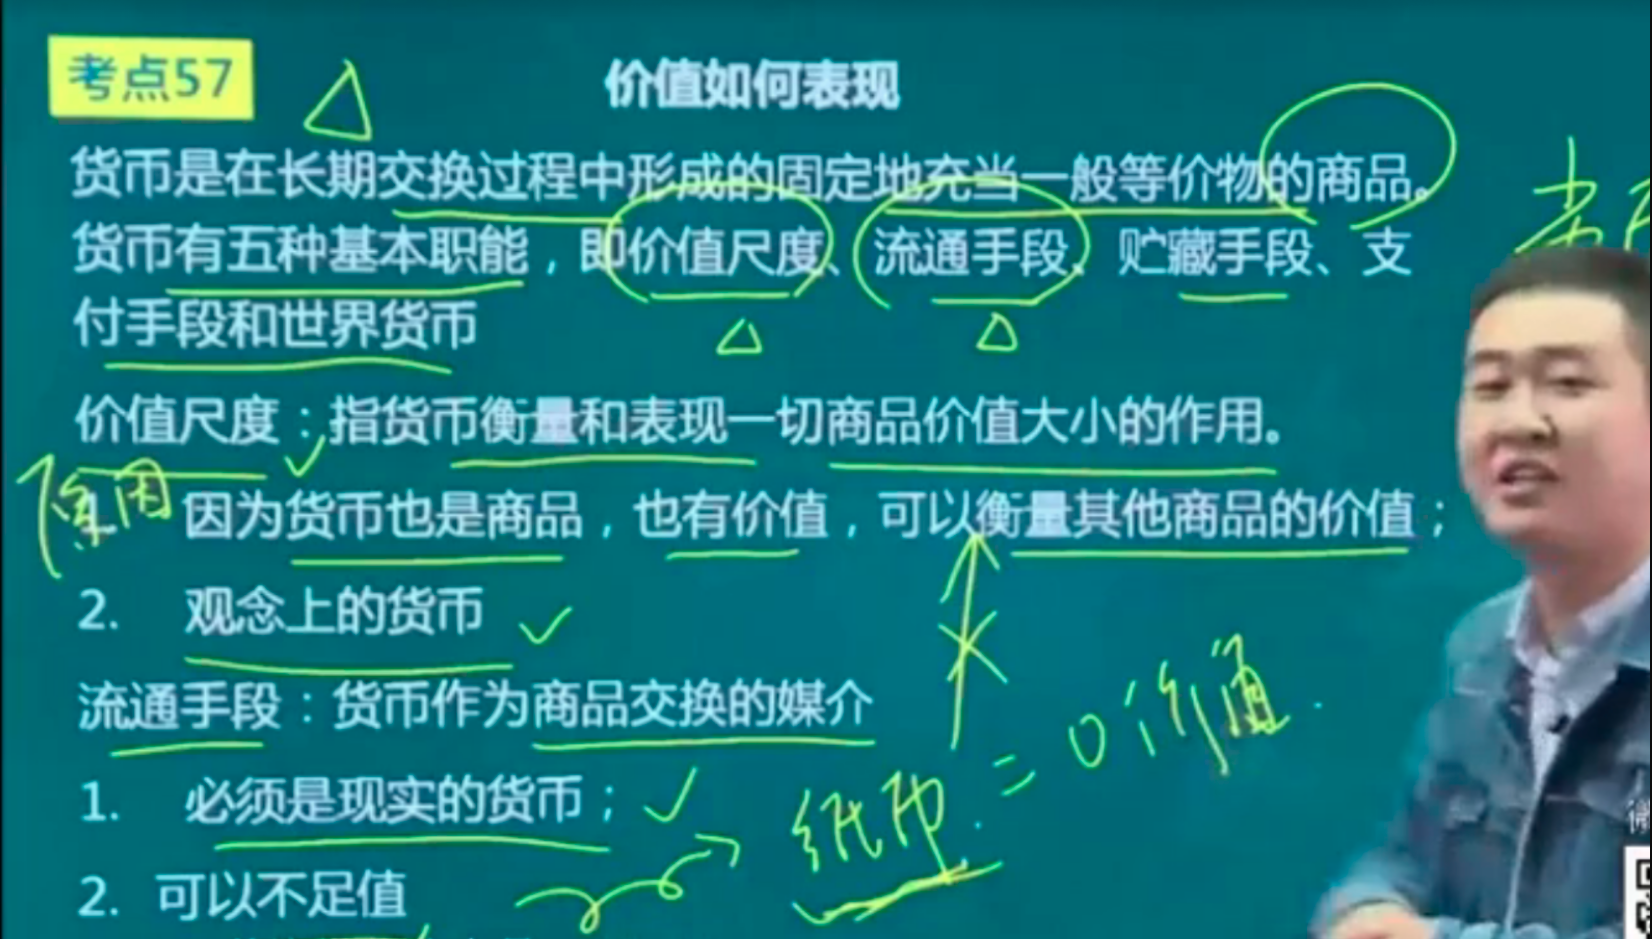 考点57
价值如何表现
货币是在长期交换过程中形成的固定地充当一般等价物的商品。
货币有五种基本职能，即价值尺度、流通手段、贮藏手段、支
付手段和世界货币
价值尺度：指货币衡量和表现一切商品价值大小的作用。
原因
因为货币也是商品，也有价值，可以衡量其他商品的价值；
2. 观念上的货币
流通手段：货币作为商品交换的媒介
1. 必须是现实的货币；
2. 可以不足值
纸币 = 0价值